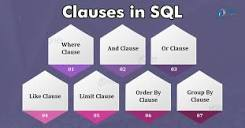 Clauses in SQL
Where
Clause
01
And Clause
02
Or Clause
03
Like Clause
04
Limit Clause
05
Order By
Clause
06
Group By
Clause
07